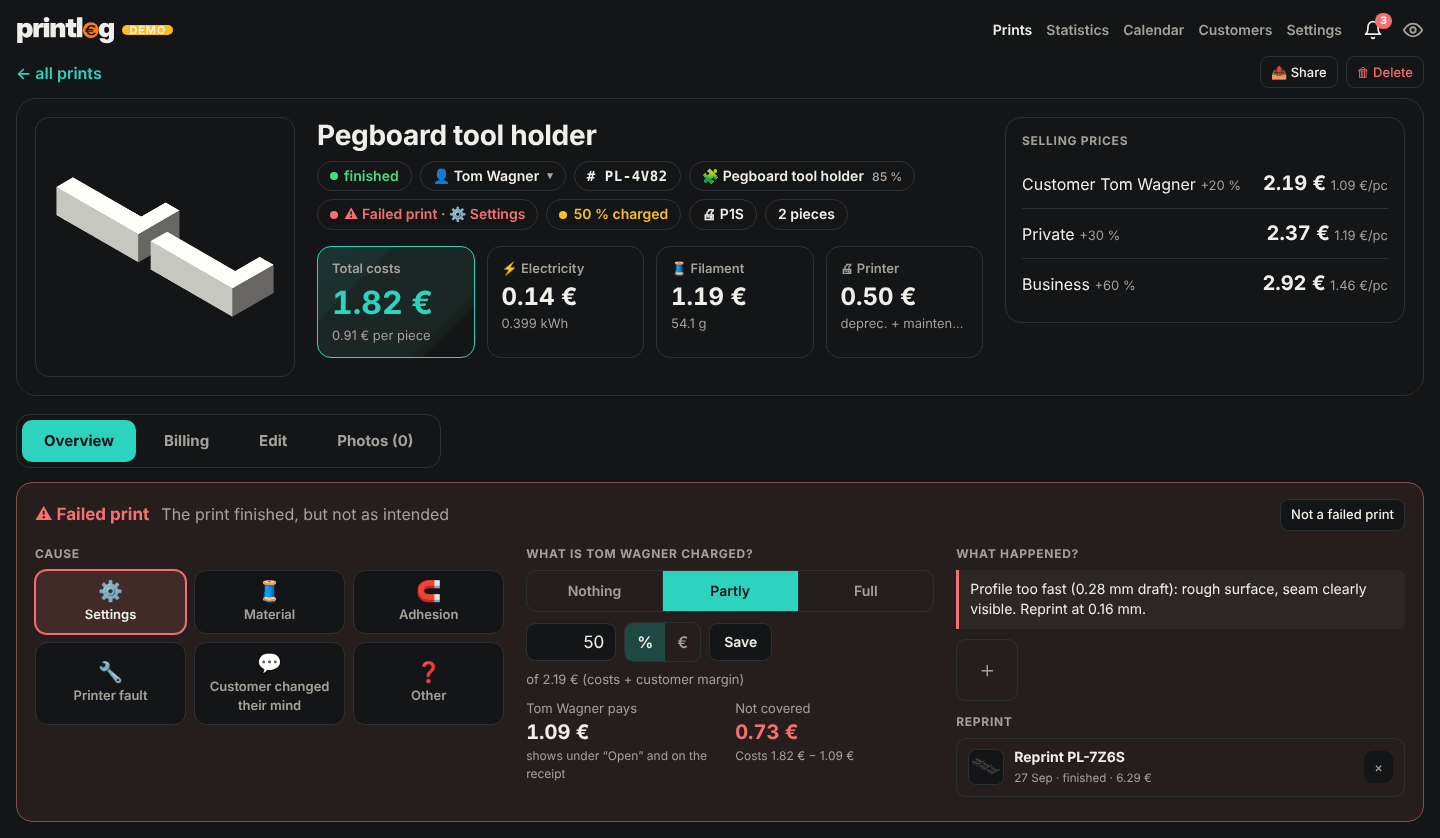 printlog DEMO
Prints Statistics Calendar Customers Settings 3
← all prints
Share Delete
Pegboard tool holder
finished Tom Wagner ▾ # PL-4V82 Pegboard tool holder 85 %
Failed print · Settings 50 % charged P1S 2 pieces
Total costs
1.82 €
0.91 € per piece
Electricity
0.14 €
0.399 kWh
Filament
1.19 €
54.1 g
Printer
0.50 €
deprec. + mainten...
SELLING PRICES
Customer Tom Wagner +20 % 2.19 € 1.09 €/pc
Private +30 % 2.37 € 1.19 €/pc
Business +60 % 2.92 € 1.46 €/pc
Overview Billing Edit Photos (0)
Failed print The print finished, but not as intended
Not a failed print
CAUSE
Settings
Material
Adhesion
Printer fault
Customer changed
their mind
Other
WHAT IS TOM WAGNER CHARGED?
Nothing Partly Full
50 % € Save
of 2.19 € (costs + customer margin)
Tom Wagner pays
1.09 €
shows under “Open” and on the
receipt
Not covered
0.73 €
Costs 1.82 € − 1.09 €
WHAT HAPPENED?
Profile too fast (0.28 mm draft): rough surface, seam clearly
visible. Reprint at 0.16 mm.
+
REPRINT
Reprint PL-7Z6S
27 Sep · finished · 6.29 €
×